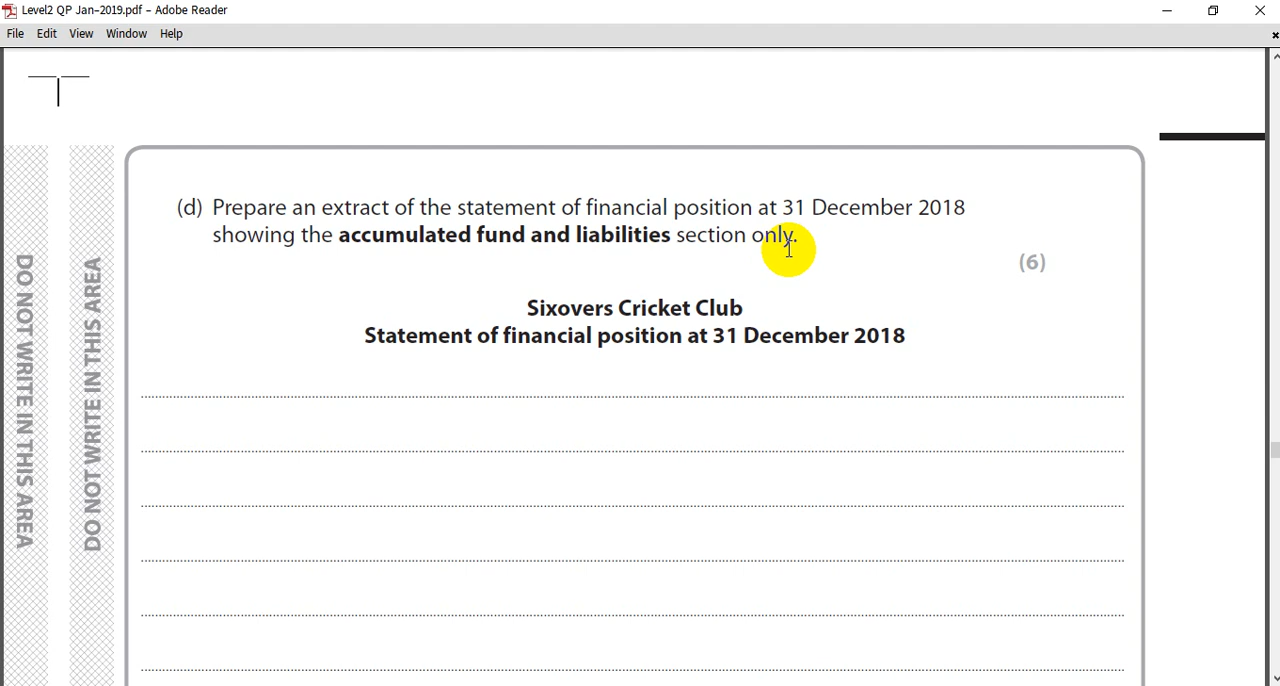 Level2 QP Jan-2019.pdf - Adobe Reader
File Edit View Window Help
(d) Prepare an extract of the statement of financial position at 31 December 2018
showing the accumulated fund and liabilities section only.
(6)
Sixovers Cricket Club
Statement of financial position at 31 December 2018
DO NOT WRITE IN THIS AREA
DO NOT WRITE IN THIS AREA